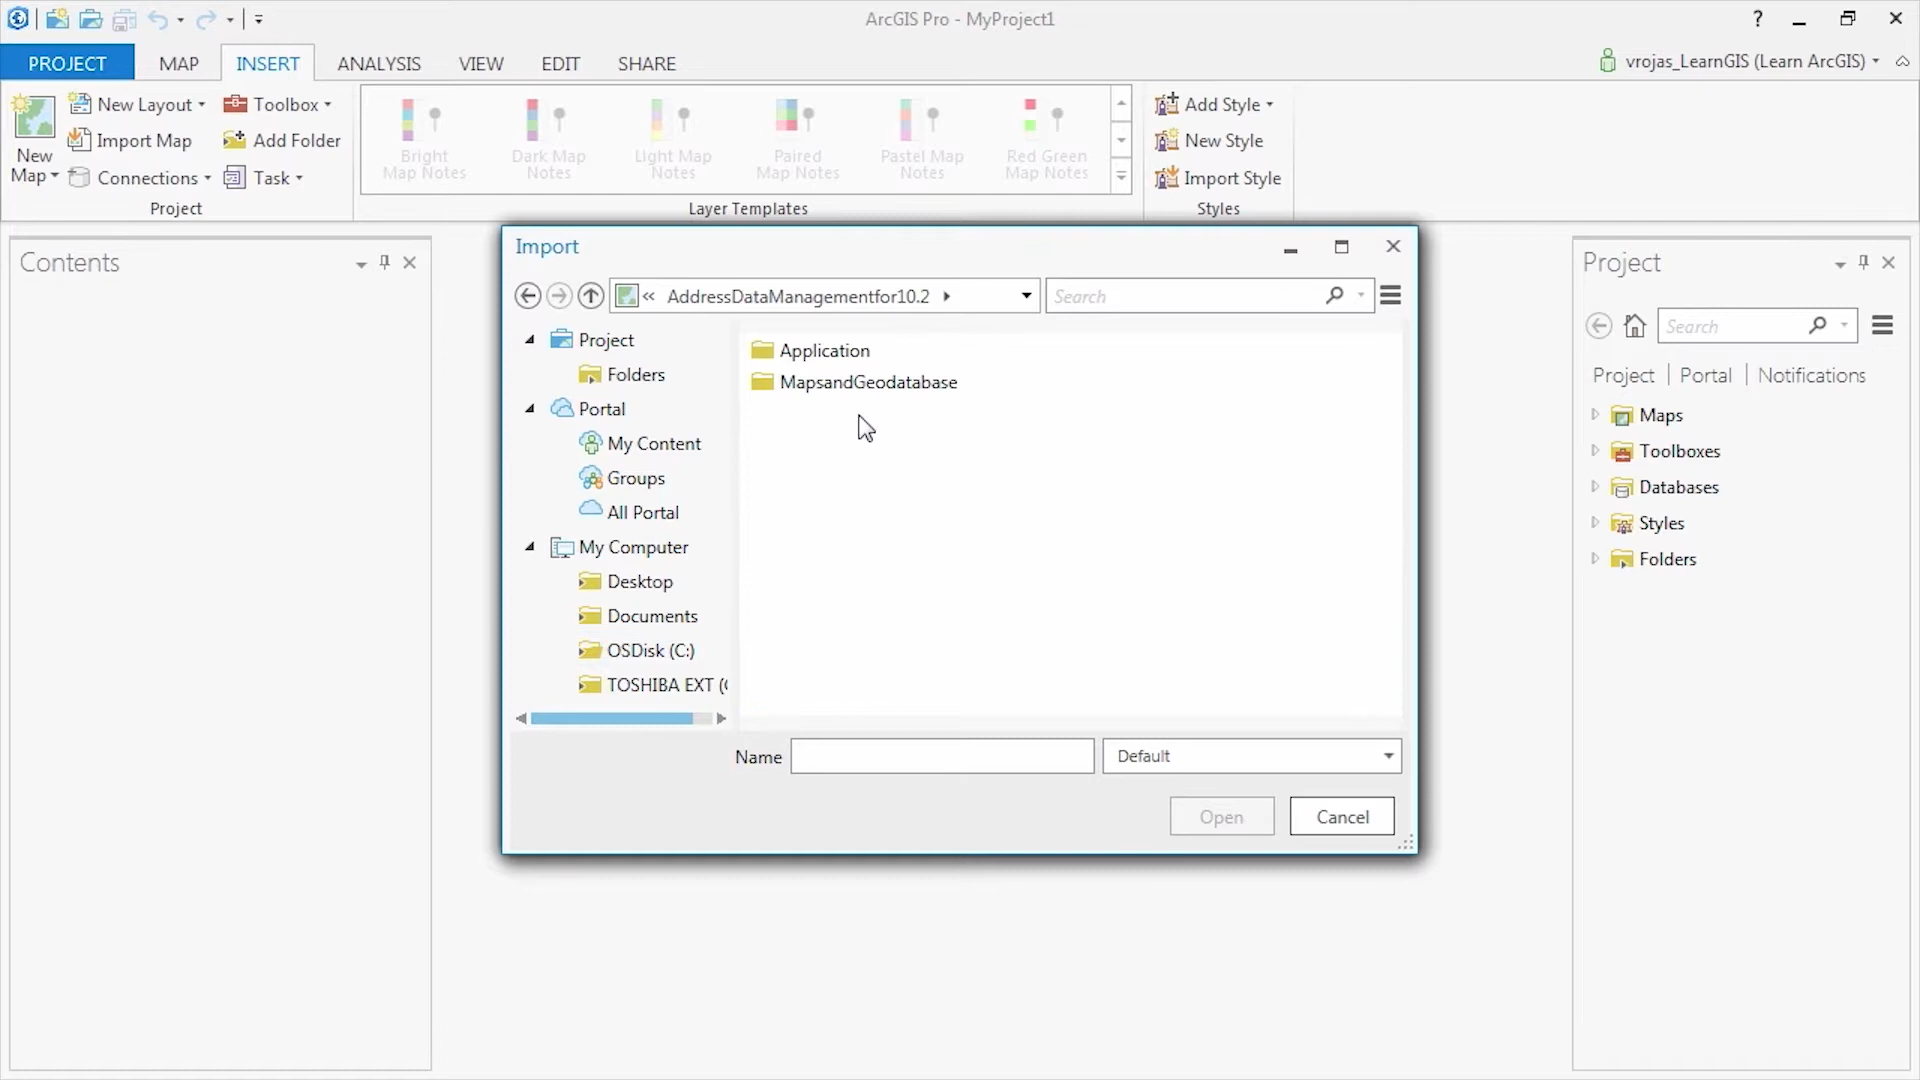 ArcGIS Pro - MyProject1
?
PROJECT MAP INSERT ANALYSIS VIEW EDIT SHARE
vrojas_LearnGIS (Learn ArcGIS)
New Map
New Layout
Import Map
Connections
Toolbox
Add Folder
Task
Project
Bright Map Notes
Dark Map Notes
Light Map Notes
Paired Map Notes
Pastel Map Notes
Red Green Map Notes
Layer Templates
Add Style
New Style
Import Style
Styles
Contents
Import
« AddressDataManagementfor10.2
Search
Project
Folders
Portal
My Content
Groups
All Portal
My Computer
Desktop
Documents
OSDisk (C:)
TOSHIBA EXT (
Application
MapsandGeodatabase
Name
Default
Open Cancel
Project
Search
Project | Portal | Notifications
Maps
Toolboxes
Databases
Styles
Folders